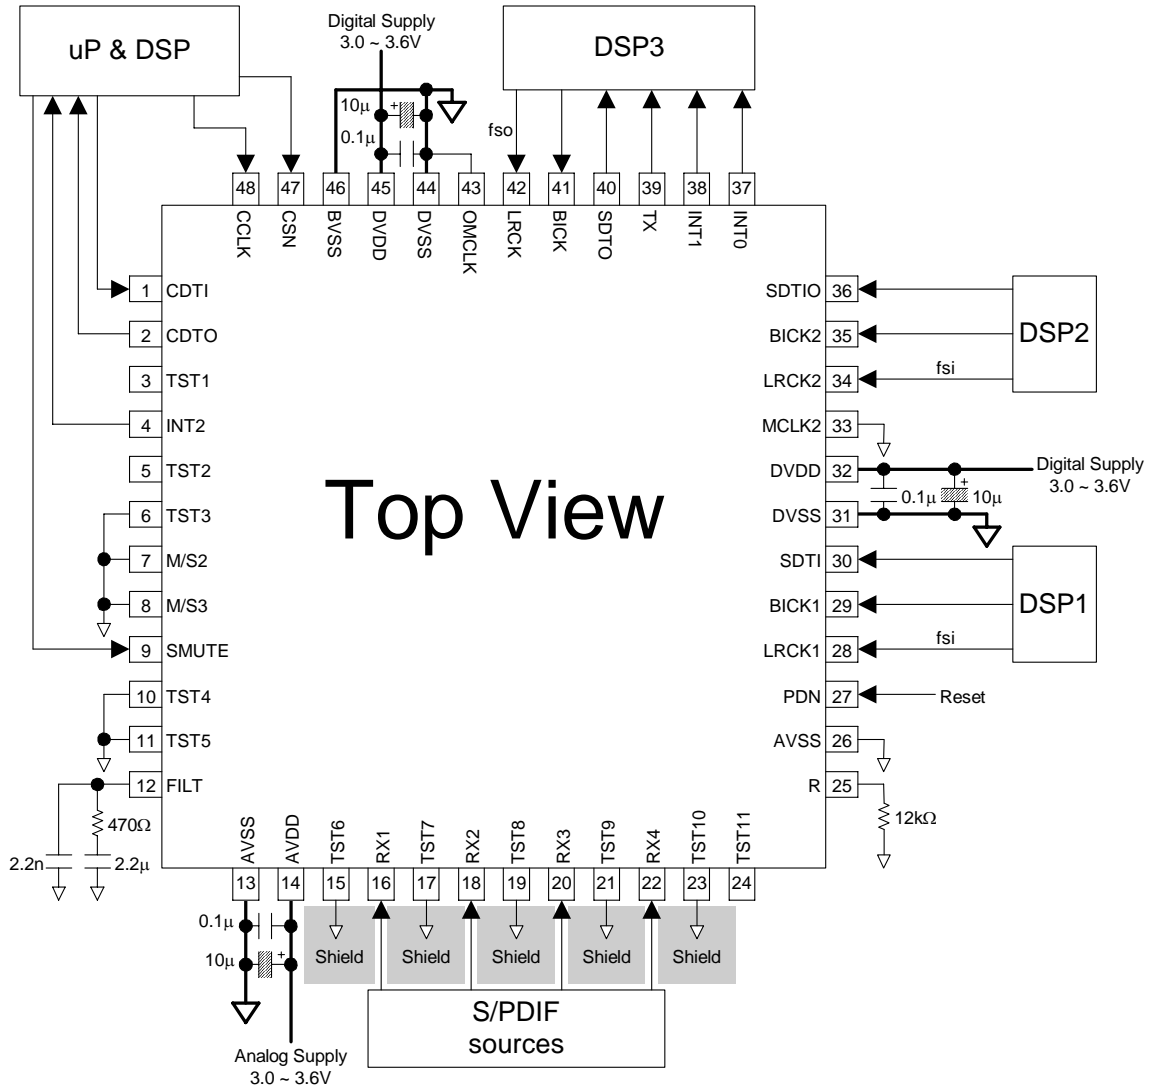 uP & DSP
Digital Supply
3.0 ~ 3.6V
DSP3
10µ
+
0.1µ
fso
48
47
46
45
44
43
42
41
40
39
38
37
CCLK
CSN
BVSS
DVDD
DVSS
OMCLK
LRCK
BICK
SDTO
TX
INT1
INT0
1 CDTI
2 CDTO
3 TST1
4 INT2
5 TST2
6 TST3
7 M/S2
8 M/S3
9 SMUTE
10 TST4
11 TST5
12 FILT
470Ω
2.2n
2.2µ
Top View
SDTIO 36
BICK2 35
LRCK2 34
fsi
DSP2
MCLK2 33
DVDD 32
Digital Supply
3.0 ~ 3.6V
0.1µ
+
10µ
DVSS 31
SDTI 30
BICK1 29
LRCK1 28
fsi
DSP1
PDN 27
Reset
AVSS 26
R 25
12kΩ
AVSS
AVDD
TST6
RX1
TST7
RX2
TST8
RX3
TST9
RX4
TST10
TST11
13
14
15
16
17
18
19
20
21
22
23
24
0.1µ
10µ
+
Shield
Shield
Shield
Shield
Shield
S/PDIF
sources
Analog Supply
3.0 ~ 3.6V